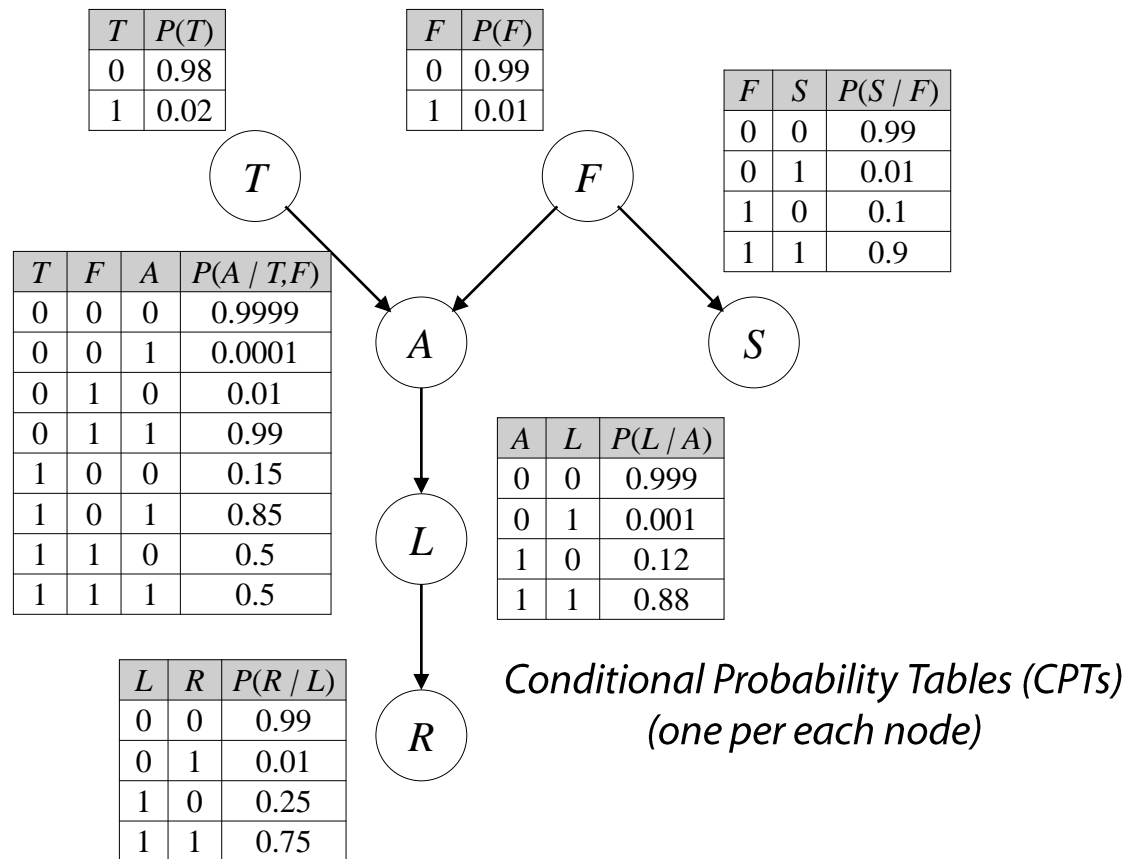 T P(T)
0 0.98
1 0.02
F P(F)
0 0.99
1 0.01
F S P(S / F)
0 0 0.99
0 1 0.01
1 0 0.1
1 1 0.9
T
F
T F A P(A / T,F)
0 0 0 0.9999
0 0 1 0.0001
0 1 0 0.01
0 1 1 0.99
1 0 0 0.15
1 0 1 0.85
1 1 0 0.5
1 1 1 0.5
A
S
A L P(L / A)
0 0 0.999
0 1 0.001
1 0 0.12
1 1 0.88
L
L R P(R / L)
0 0 0.99
0 1 0.01
1 0 0.25
1 1 0.75
R
Conditional Probability Tables (CPTs)
(one per each node)